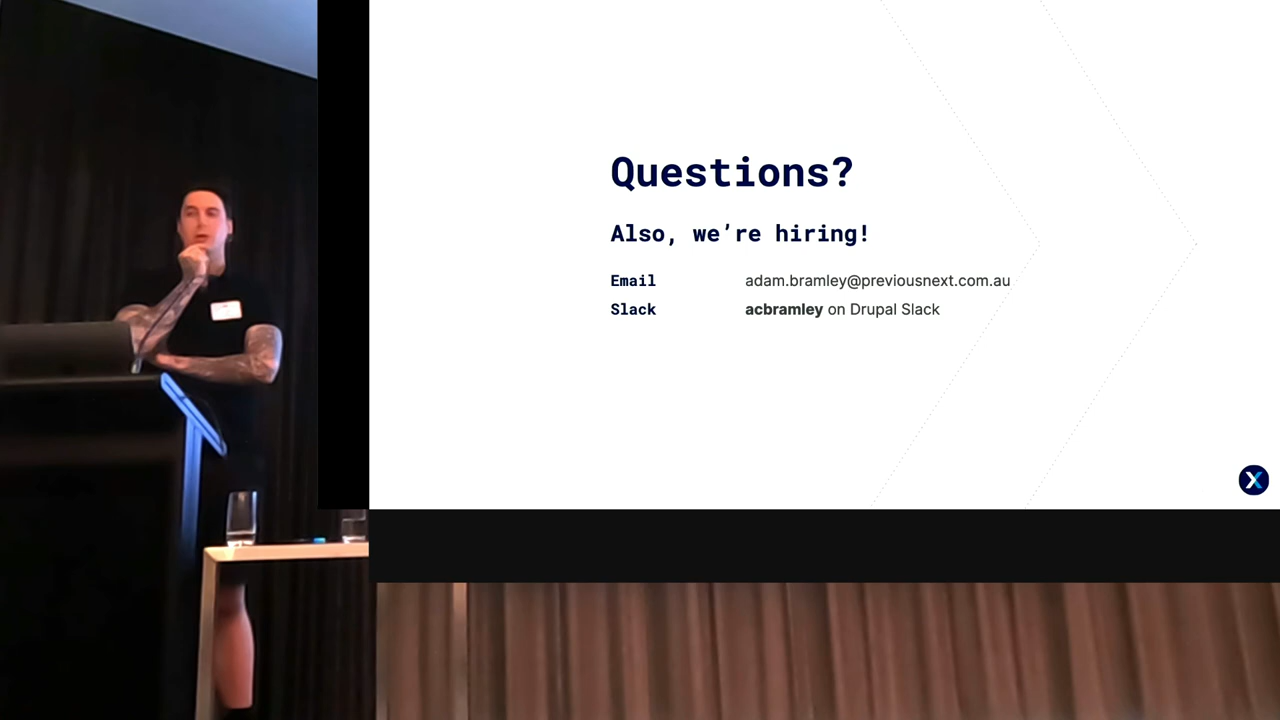 Questions?
Also, we’re hiring!
Email adam.bramley@previousnext.com.au
Slack acbramley on Drupal Slack
X